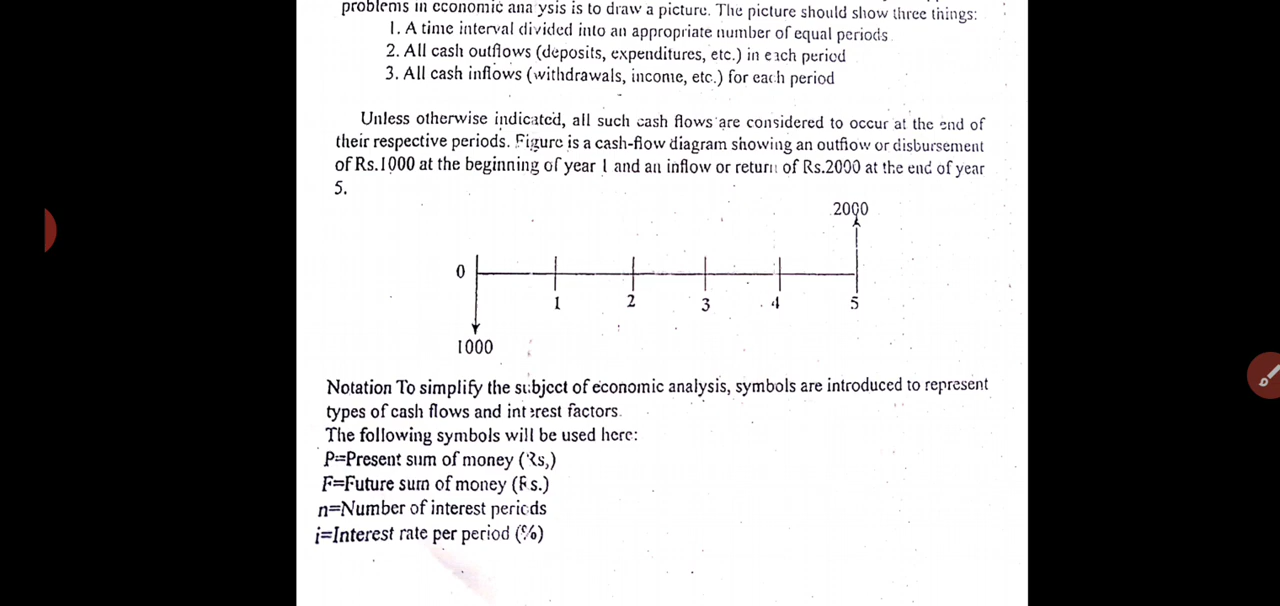 problems in economic analysis is to draw a picture. The picture should show three things:
1. A time interval divided into an appropriate number of equal periods
2. All cash outflows (deposits, expenditures, etc.) in each period
3. All cash inflows (withdrawals, income, etc.) for each period
Unless otherwise indicated, all such cash flows are considered to occur at the end of
their respective periods. Figure is a cash-flow diagram showing an outflow or disbursement
of Rs.1000 at the beginning of year 1 and an inflow or return of Rs.2000 at the end of year
5.
2000
0
1 2 3 4 5
1000
Notation To simplify the subject of economic analysis, symbols are introduced to represent
types of cash flows and interest factors.
The following symbols will be used here:
P=Present sum of money (Rs,)
F=Future sum of money (Rs.)
n=Number of interest periods
i=Interest rate per period (%)